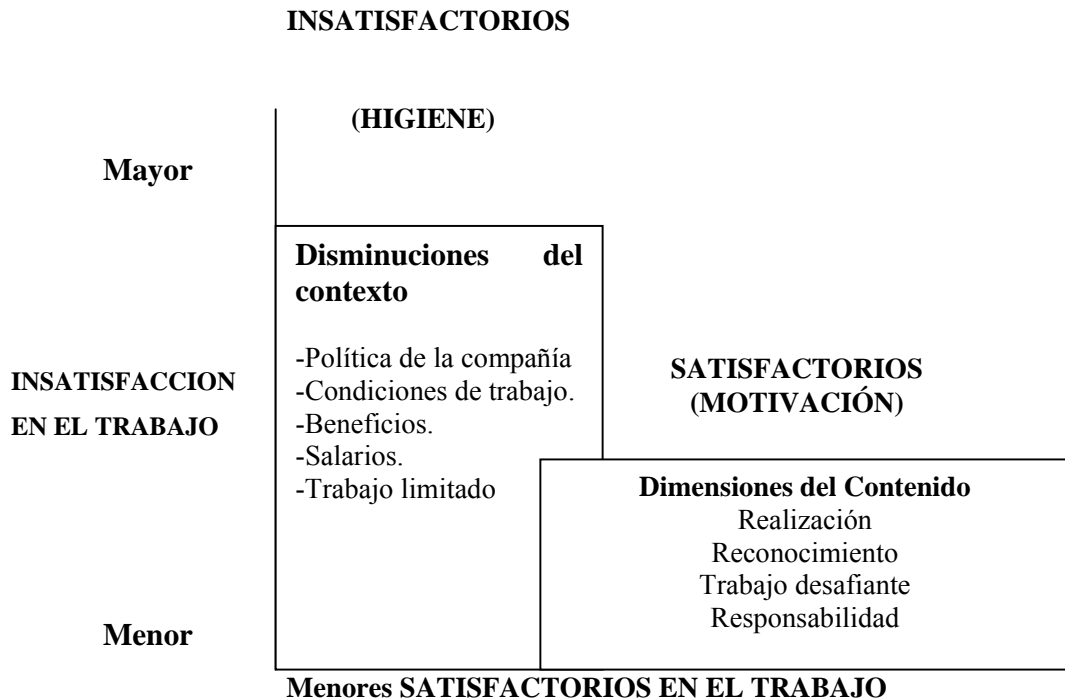 INSATISFACTORIOS
(HIGIENE)
Mayor
Disminuciones del
contexto
-Política de la compañía
-Condiciones de trabajo.
-Beneficios.
-Salarios.
-Trabajo limitado
INSATISFACCION
EN EL TRABAJO
SATISFACTORIOS
(MOTIVACIÓN)
Dimensiones del Contenido
Realización
Reconocimiento
Trabajo desafiante
Responsabilidad
Menor
Menores SATISFACTORIOS EN EL TRABAJO